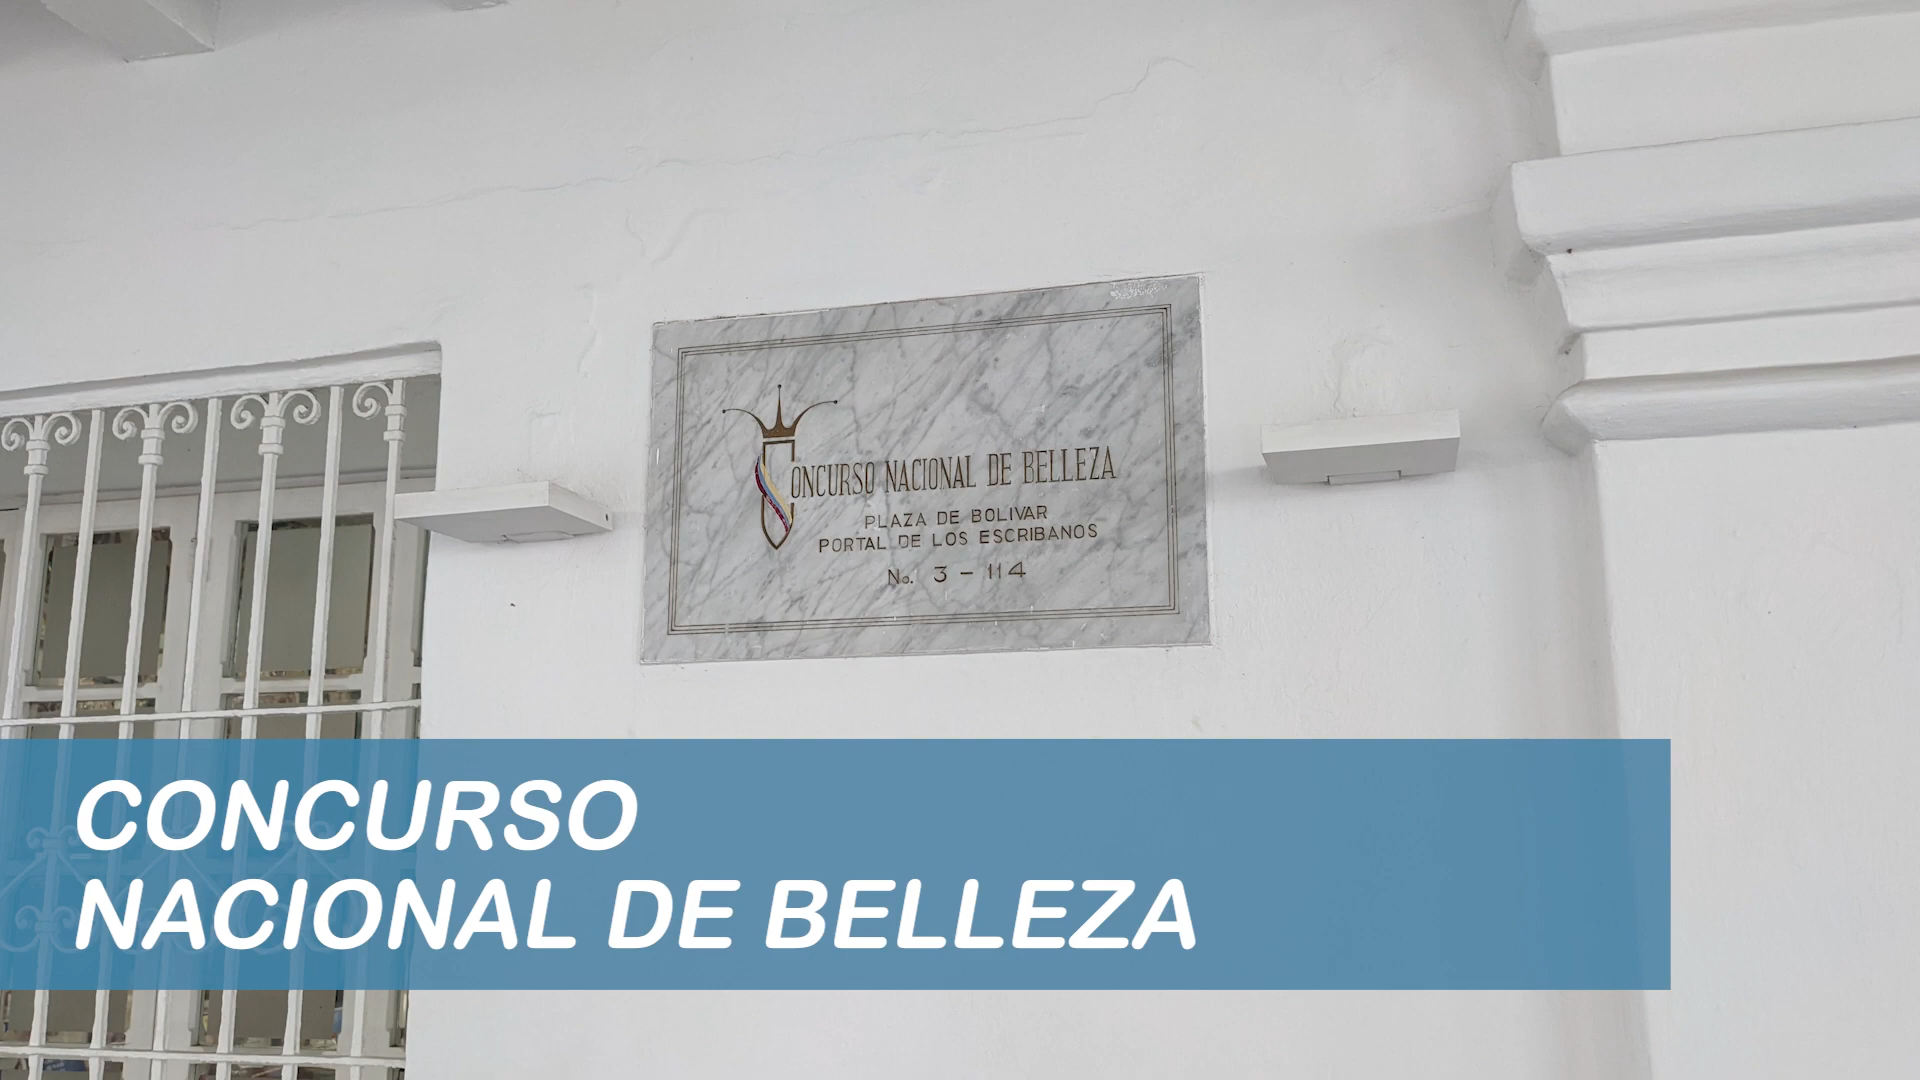 CONCURSO NACIONAL DE BELLEZA
PLAZA DE BOLIVAR
PORTAL DE LOS ESCRIBANOS
No. 3 - 114
CONCURSO
NACIONAL DE BELLEZA